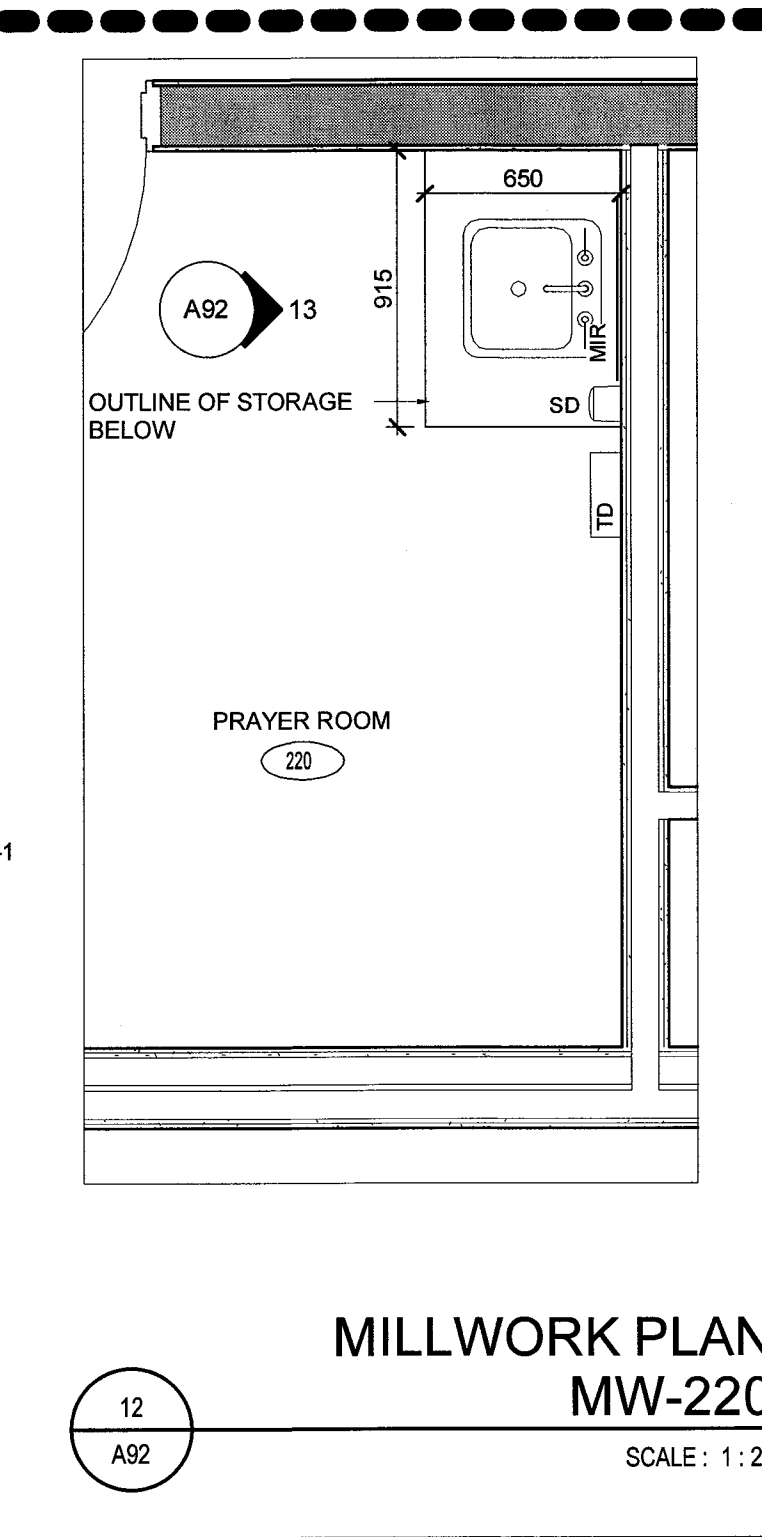 650
915
A92
13
MIR
OUTLINE OF STORAGE
BELOW
SD
TD
PRAYER ROOM
220
-1
MILLWORK PLAN
MW-220
12
A92
SCALE : 1 : 2